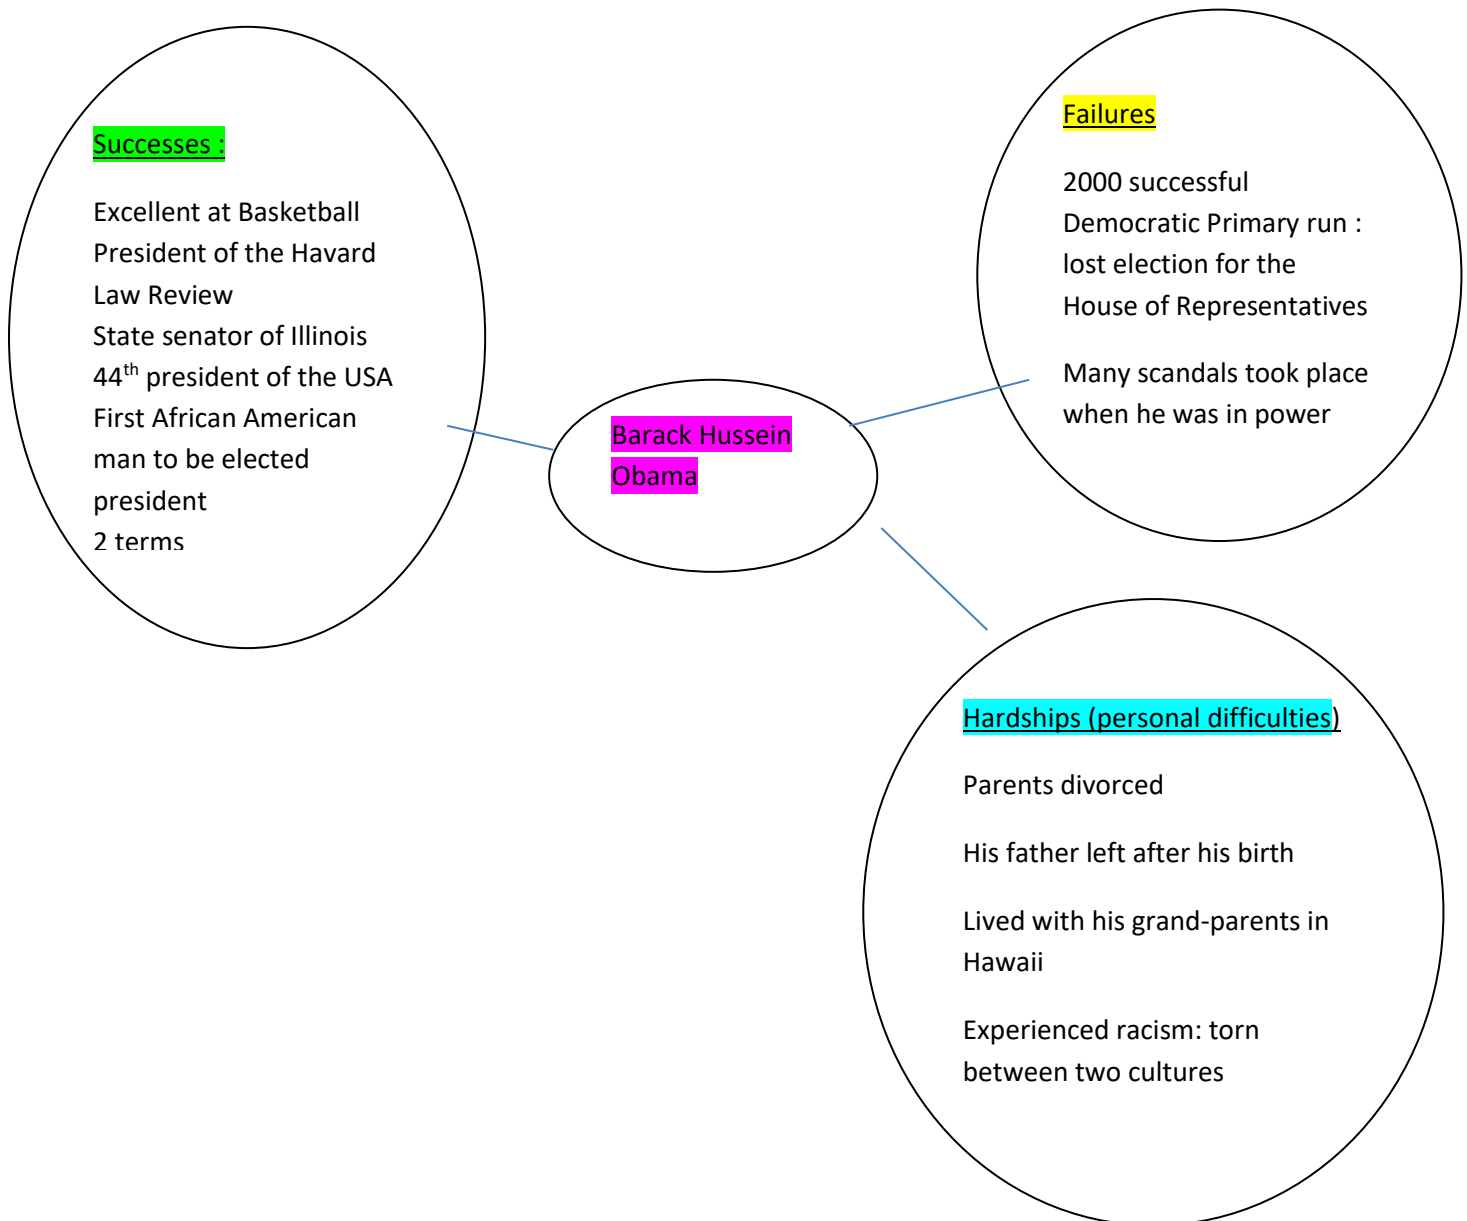 Successes :
Excellent at Basketball
President of the Havard
Law Review
State senator of Illinois
44th president of the USA
First African American
man to be elected
president
2 terms
Failures
2000 successful
Democratic Primary run :
lost election for the
House of Representatives
Many scandals took place
when he was in power
Barack Hussein
Obama
Hardships (personal difficulties)
Parents divorced
His father left after his birth
Lived with his grand-parents in
Hawaii
Experienced racism: torn
between two cultures